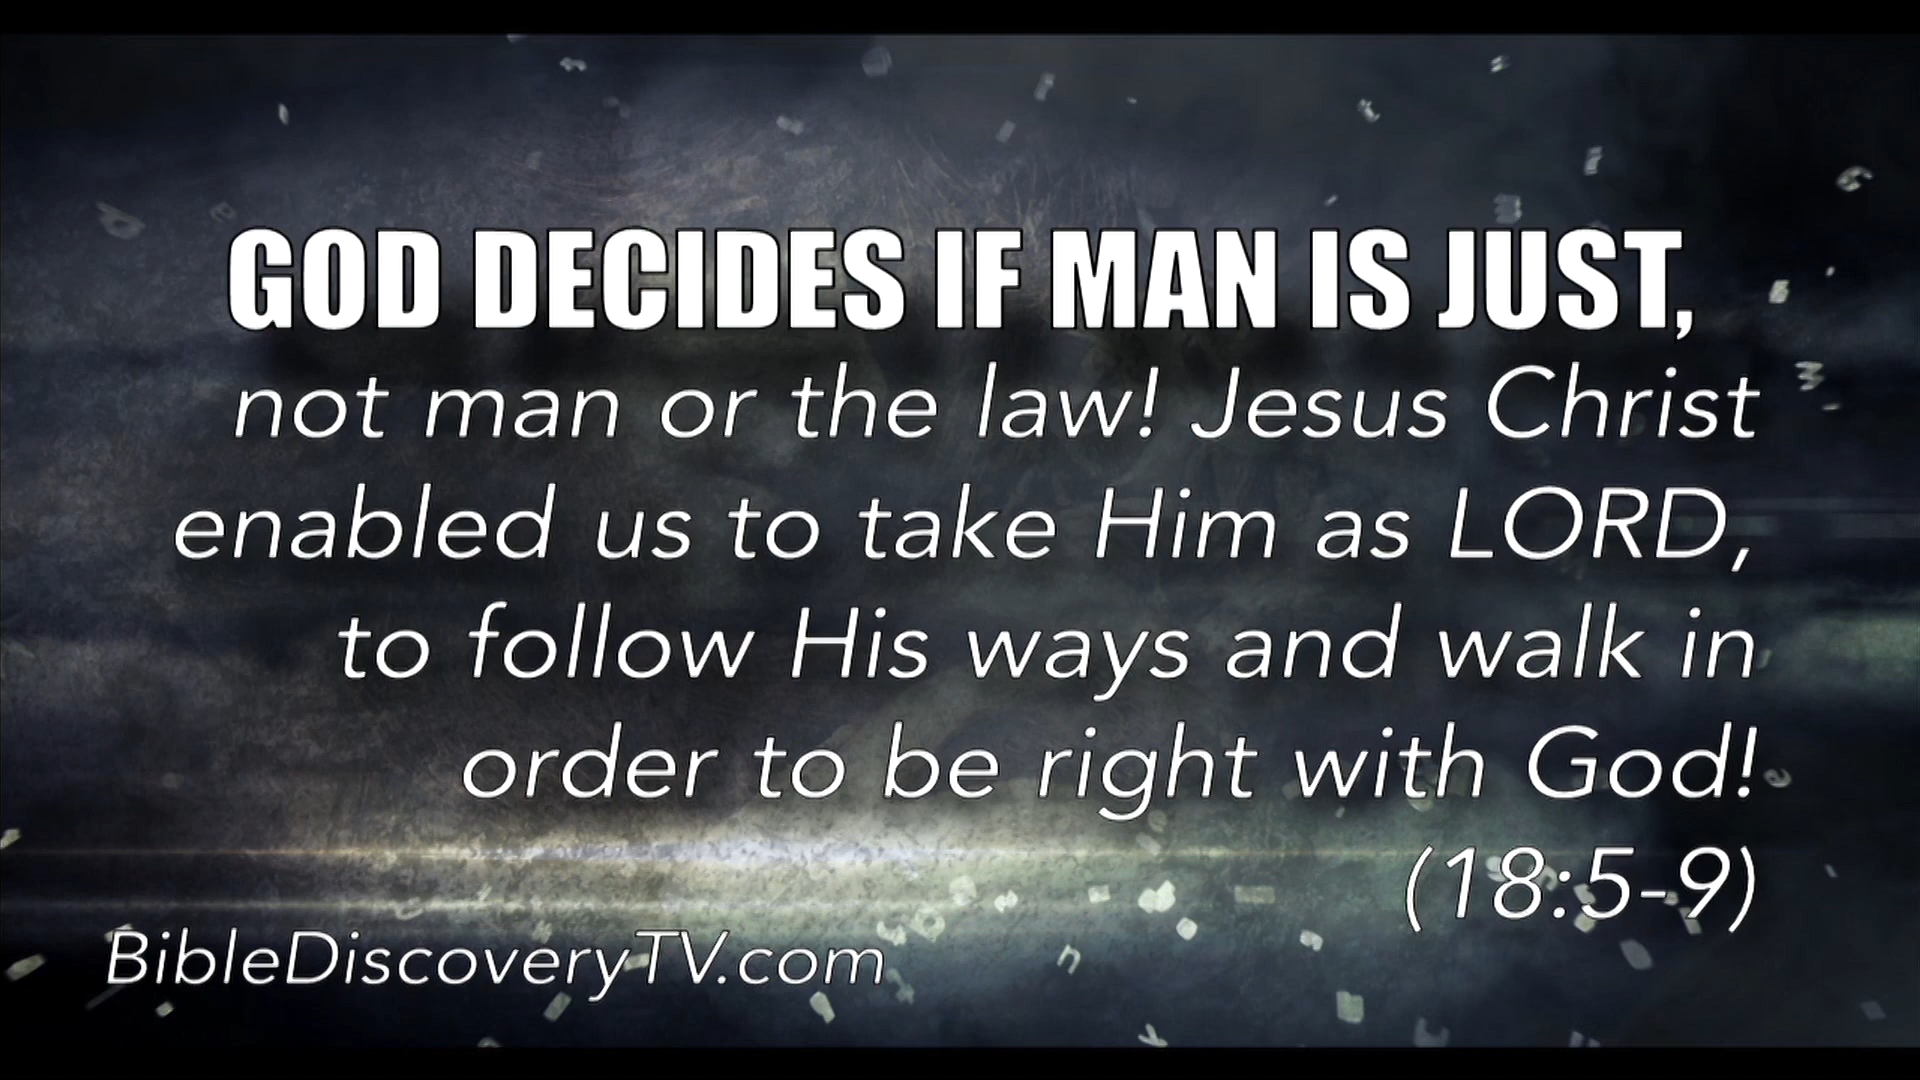 GOD DECIDES IF MAN IS JUST,
not man or the law! Jesus Christ
enabled us to take Him as LORD,
to follow His ways and walk in
order to be right with God!
(18:5-9)
BibleDiscoveryTV.com